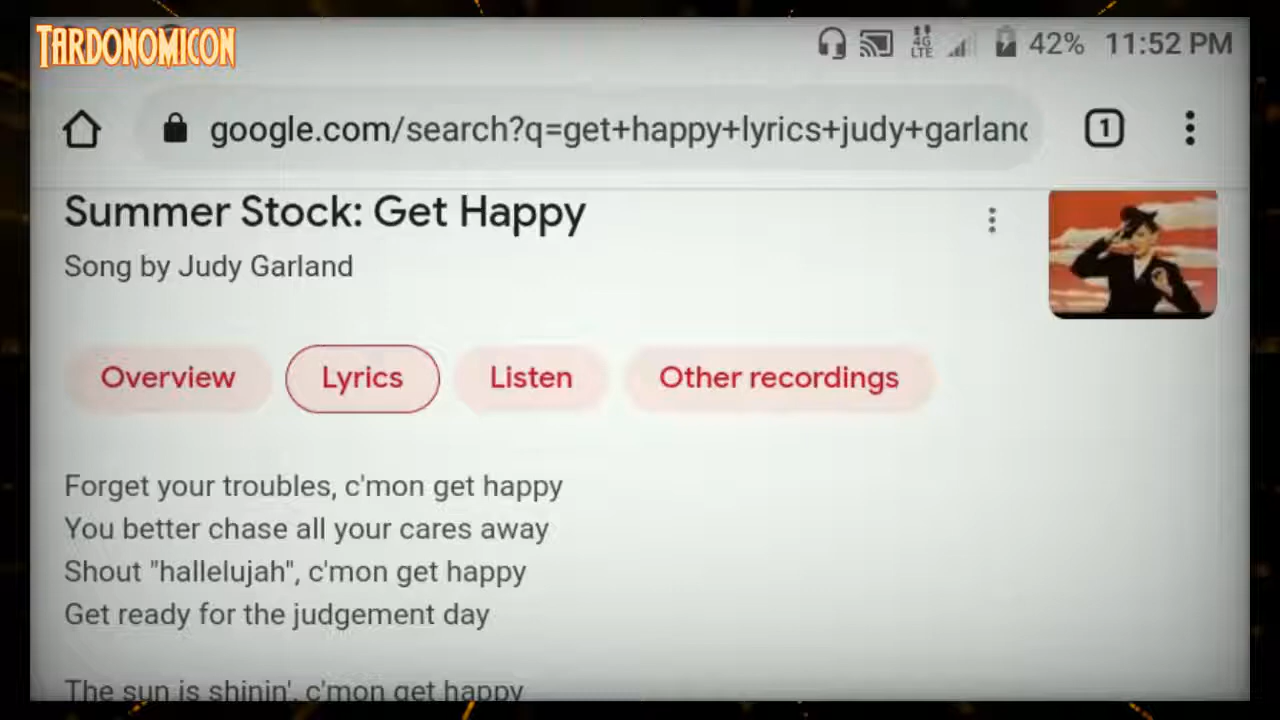 TARDONOMICON
4G
LTE
42% 11:52 PM
google.com/search?q=get+happy+lyrics+judy+garland
1
Summer Stock: Get Happy
Song by Judy Garland
Overview Lyrics Listen Other recordings
Forget your troubles, c'mon get happy
You better chase all your cares away
Shout "hallelujah", c'mon get happy
Get ready for the judgement day
The sun is shinin', c'mon get happy